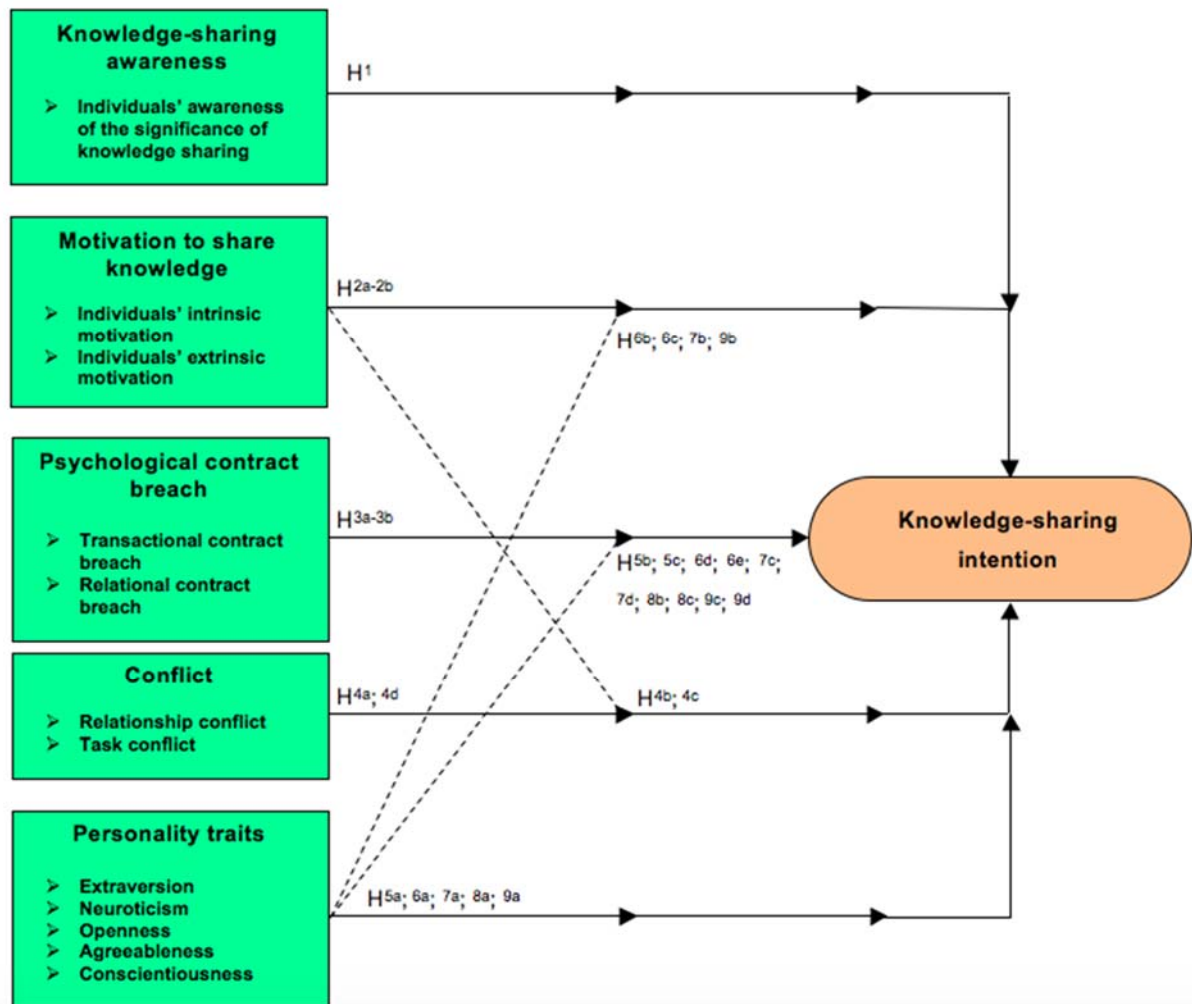 Knowledge-sharing
awareness
➢ Individuals' awareness
of the significance of
knowledge sharing
H1
Motivation to share
knowledge
➢ Individuals' intrinsic
motivation
➢ Individuals' extrinsic
motivation
H2a-2b
H6b; 6c; 7b; 9b
Psychological contract
breach
➢ Transactional contract
breach
➢ Relational contract
breach
H3a-3b
H5b; 5c; 6d; 6e; 7c;
7d; 8b; 8c; 9c; 9d
Knowledge-sharing
intention
Conflict
➢ Relationship conflict
➢ Task conflict
H4a; 4d
H4b; 4c
Personality traits
➢ Extraversion
➢ Neuroticism
➢ Openness
➢ Agreeableness
➢ Conscientiousness
H5a; 6a; 7a; 8a; 9a